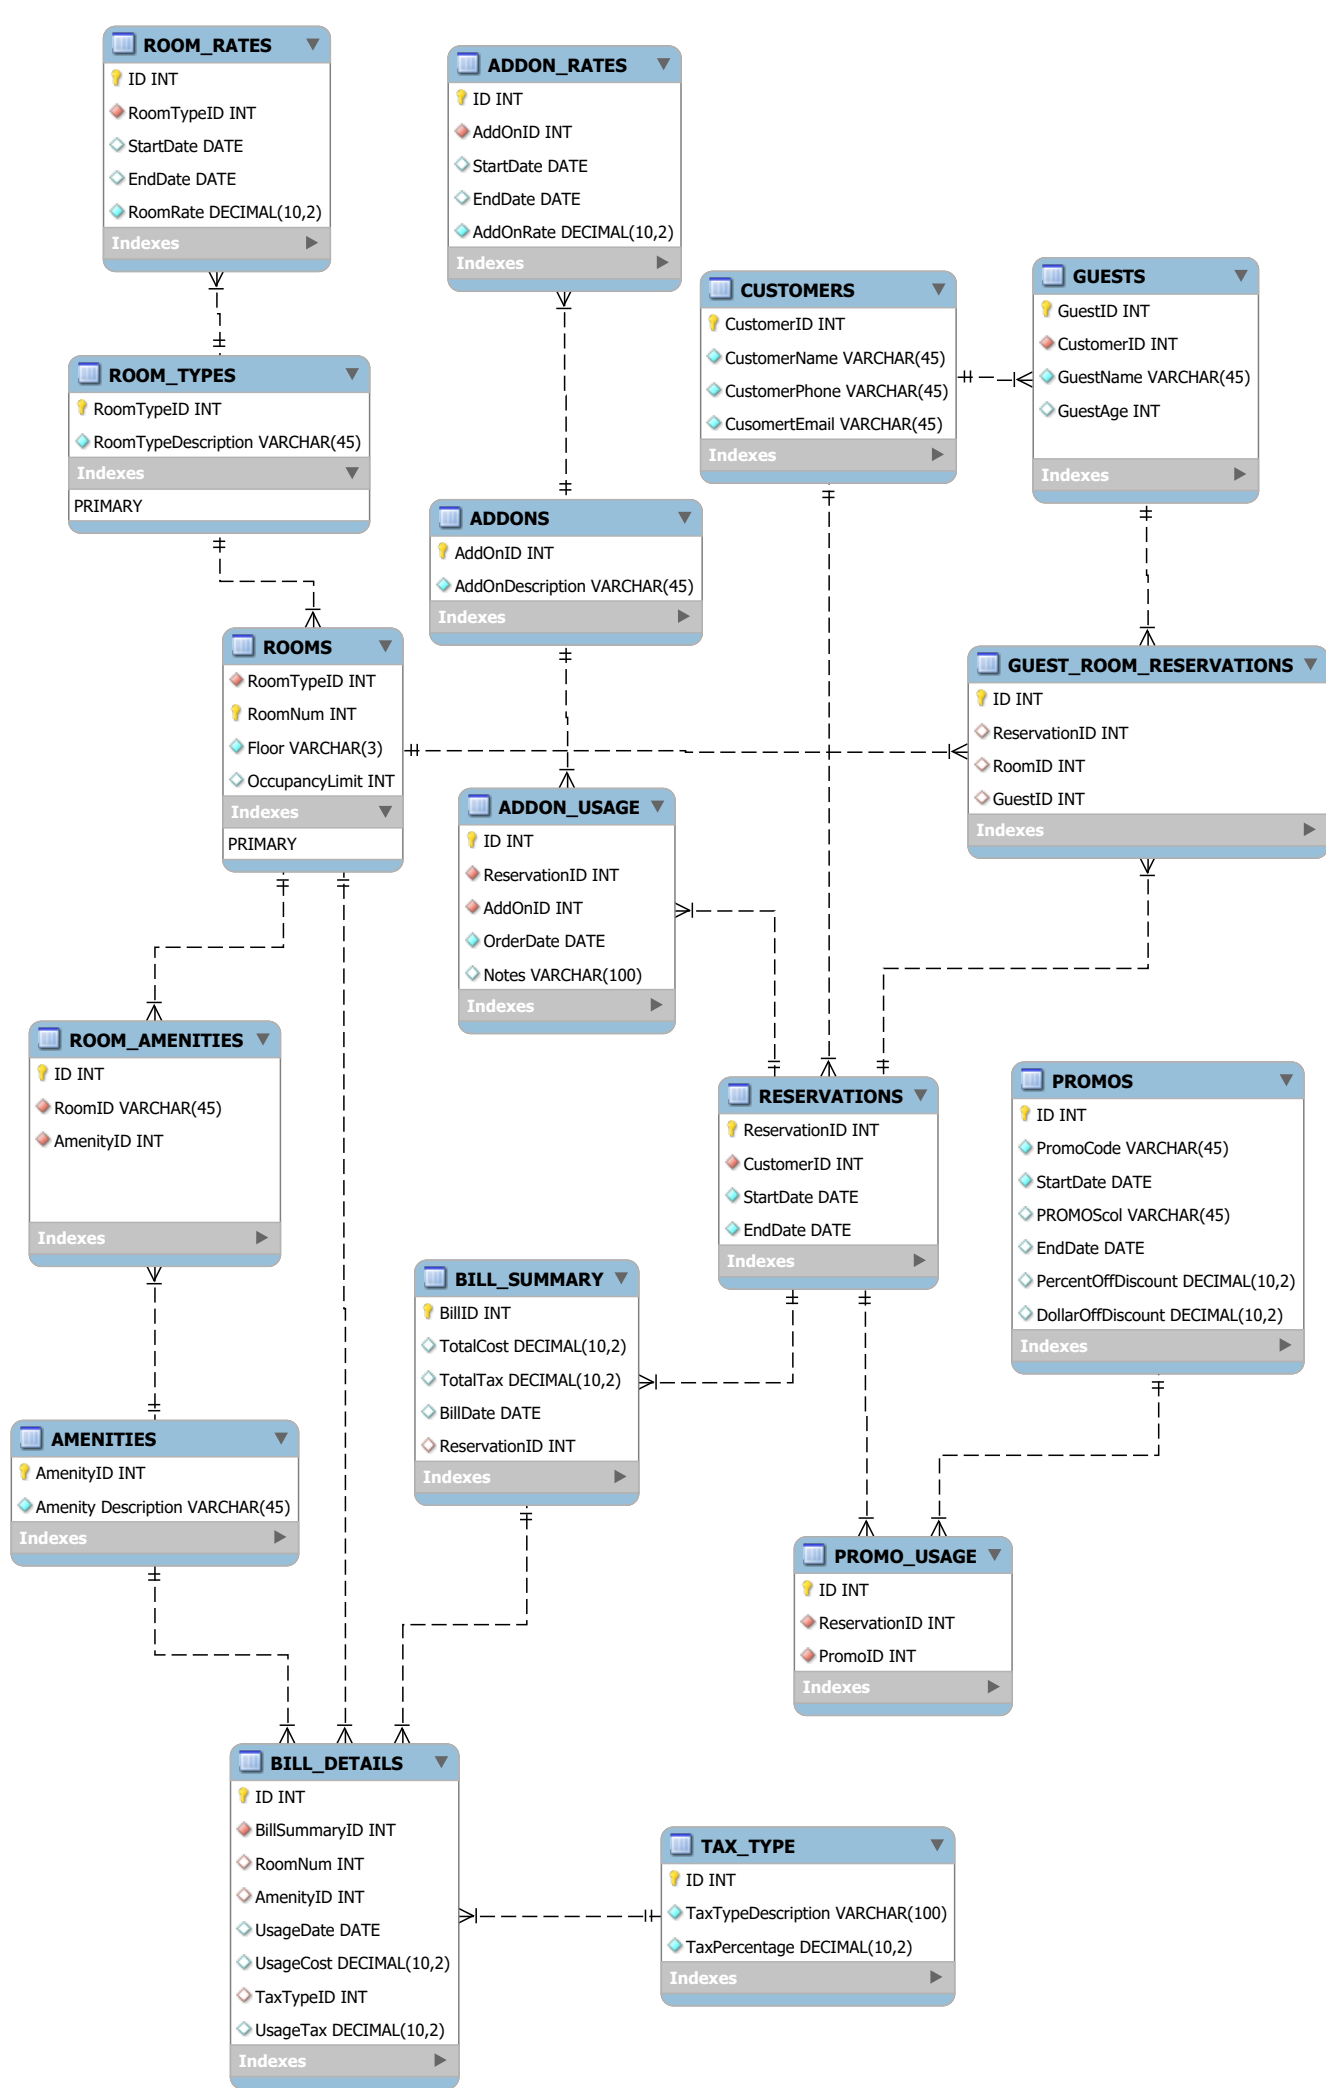 ROOM_RATES
ID INT
RoomTypeID INT
StartDate DATE
EndDate DATE
RoomRate DECIMAL(10,2)
Indexes
ADDON_RATES
ID INT
AddOnID INT
StartDate DATE
EndDate DATE
AddOnRate DECIMAL(10,2)
Indexes
CUSTOMERS
CustomerID INT
CustomerName VARCHAR(45)
CustomerPhone VARCHAR(45)
CusomertEmail VARCHAR(45)
Indexes
GUESTS
GuestID INT
CustomerID INT
GuestName VARCHAR(45)
GuestAge INT
Indexes
ROOM_TYPES
RoomTypeID INT
RoomTypeDescription VARCHAR(45)
Indexes
PRIMARY
ADDONS
AddOnID INT
AddOnDescription VARCHAR(45)
Indexes
ROOMS
RoomTypeID INT
RoomNum INT
Floor VARCHAR(3)
OccupancyLimit INT
Indexes
PRIMARY
GUEST_ROOM_RESERVATIONS
ID INT
ReservationID INT
RoomID INT
GuestID INT
Indexes
ADDON_USAGE
ID INT
ReservationID INT
AddOnID INT
OrderDate DATE
Notes VARCHAR(100)
Indexes
ROOM_AMENITIES
ID INT
RoomID VARCHAR(45)
AmenityID INT
Indexes
RESERVATIONS
ReservationID INT
CustomerID INT
StartDate DATE
EndDate DATE
Indexes
PROMOS
ID INT
PromoCode VARCHAR(45)
StartDate DATE
PROMOScol VARCHAR(45)
EndDate DATE
PercentOffDiscount DECIMAL(10,2)
DollarOffDiscount DECIMAL(10,2)
Indexes
BILL_SUMMARY
BillID INT
TotalCost DECIMAL(10,2)
TotalTax DECIMAL(10,2)
BillDate DATE
ReservationID INT
Indexes
AMENITIES
AmenityID INT
Amenity Description VARCHAR(45)
Indexes
PROMO_USAGE
ID INT
ReservationID INT
PromoID INT
Indexes
BILL_DETAILS
ID INT
BillSummaryID INT
RoomNum INT
AmenityID INT
UsageDate DATE
UsageCost DECIMAL(10,2)
TaxTypeID INT
UsageTax DECIMAL(10,2)
Indexes
TAX_TYPE
ID INT
TaxTypeDescription VARCHAR(100)
TaxPercentage DECIMAL(10,2)
Indexes